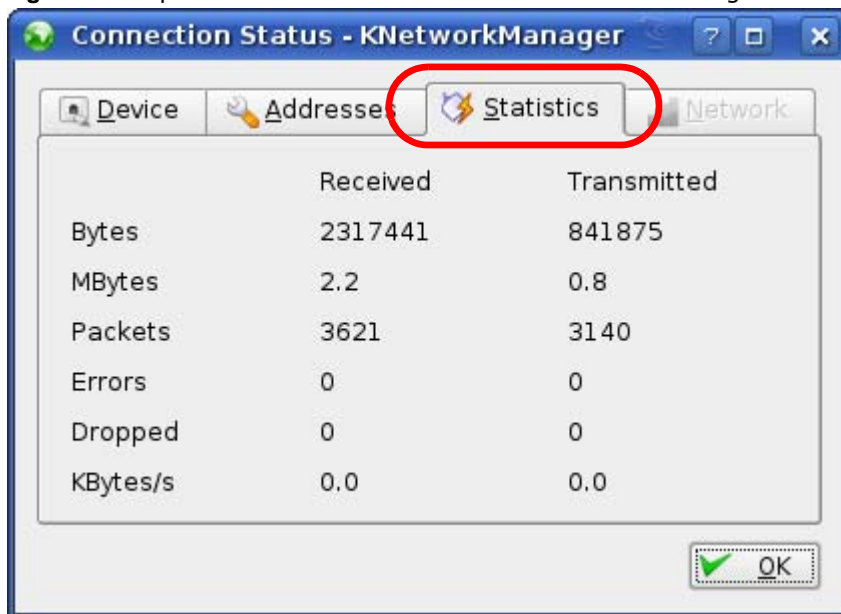 Connection Status - KNetworkManager
Device Addresses Statistics Network
Received Transmitted
Bytes 2317441 841875
MBytes 2.2 0.8
Packets 3621 3140
Errors 0 0
Dropped 0 0
KBytes/s 0.0 0.0
OK